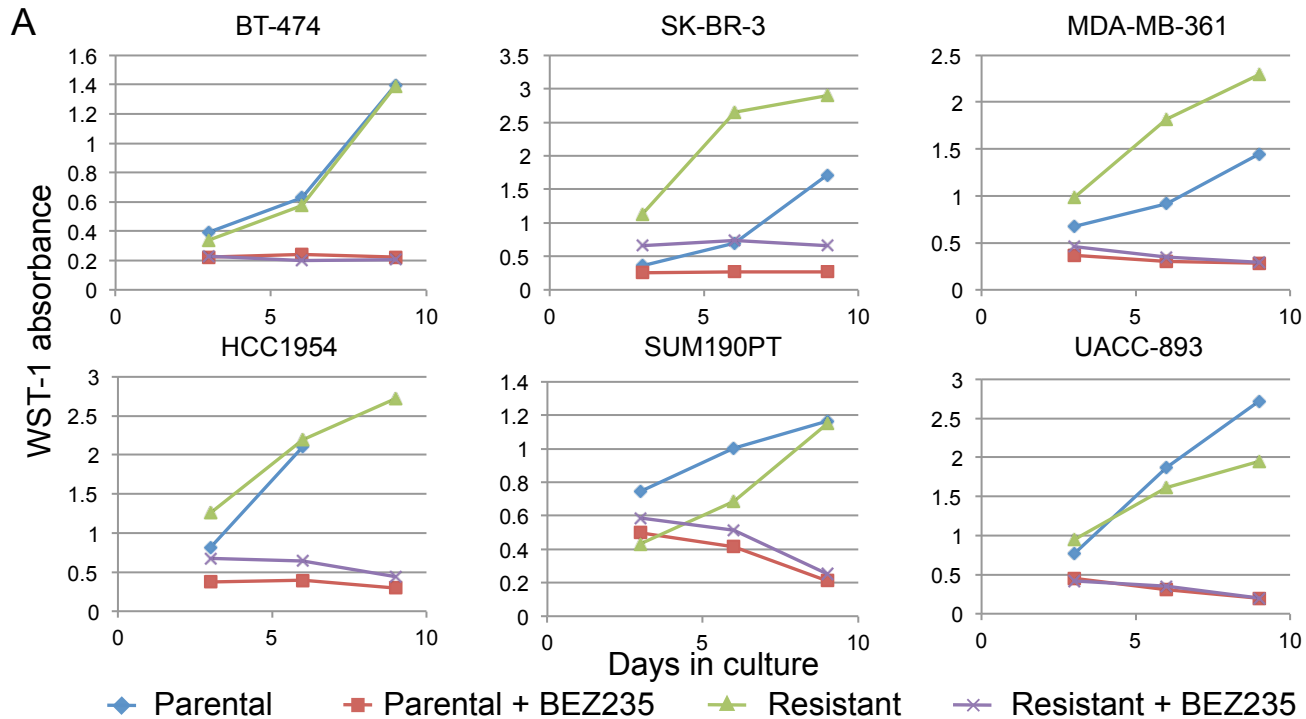 A
BT-474
SK-BR-3
MDA-MB-361
WST-1 absorbance
1.6
1.4
1.2
1
0.8
0.6
0.4
0.2
0
0 5 10
3.5
3
2.5
2
1.5
1
0.5
0
0 5 10
2.5
2
1.5
1
0.5
0
0 5 10
HCC1954
SUM190PT
UACC-893
3
2.5
2
1.5
1
0.5
0
0 5 10
1.4
1.2
1
0.8
0.6
0.4
0.2
0
0 5 10
3
2.5
2
1.5
1
0.5
0
0 5 10
Days in culture
Parental Parental + BEZ235 Resistant Resistant + BEZ235